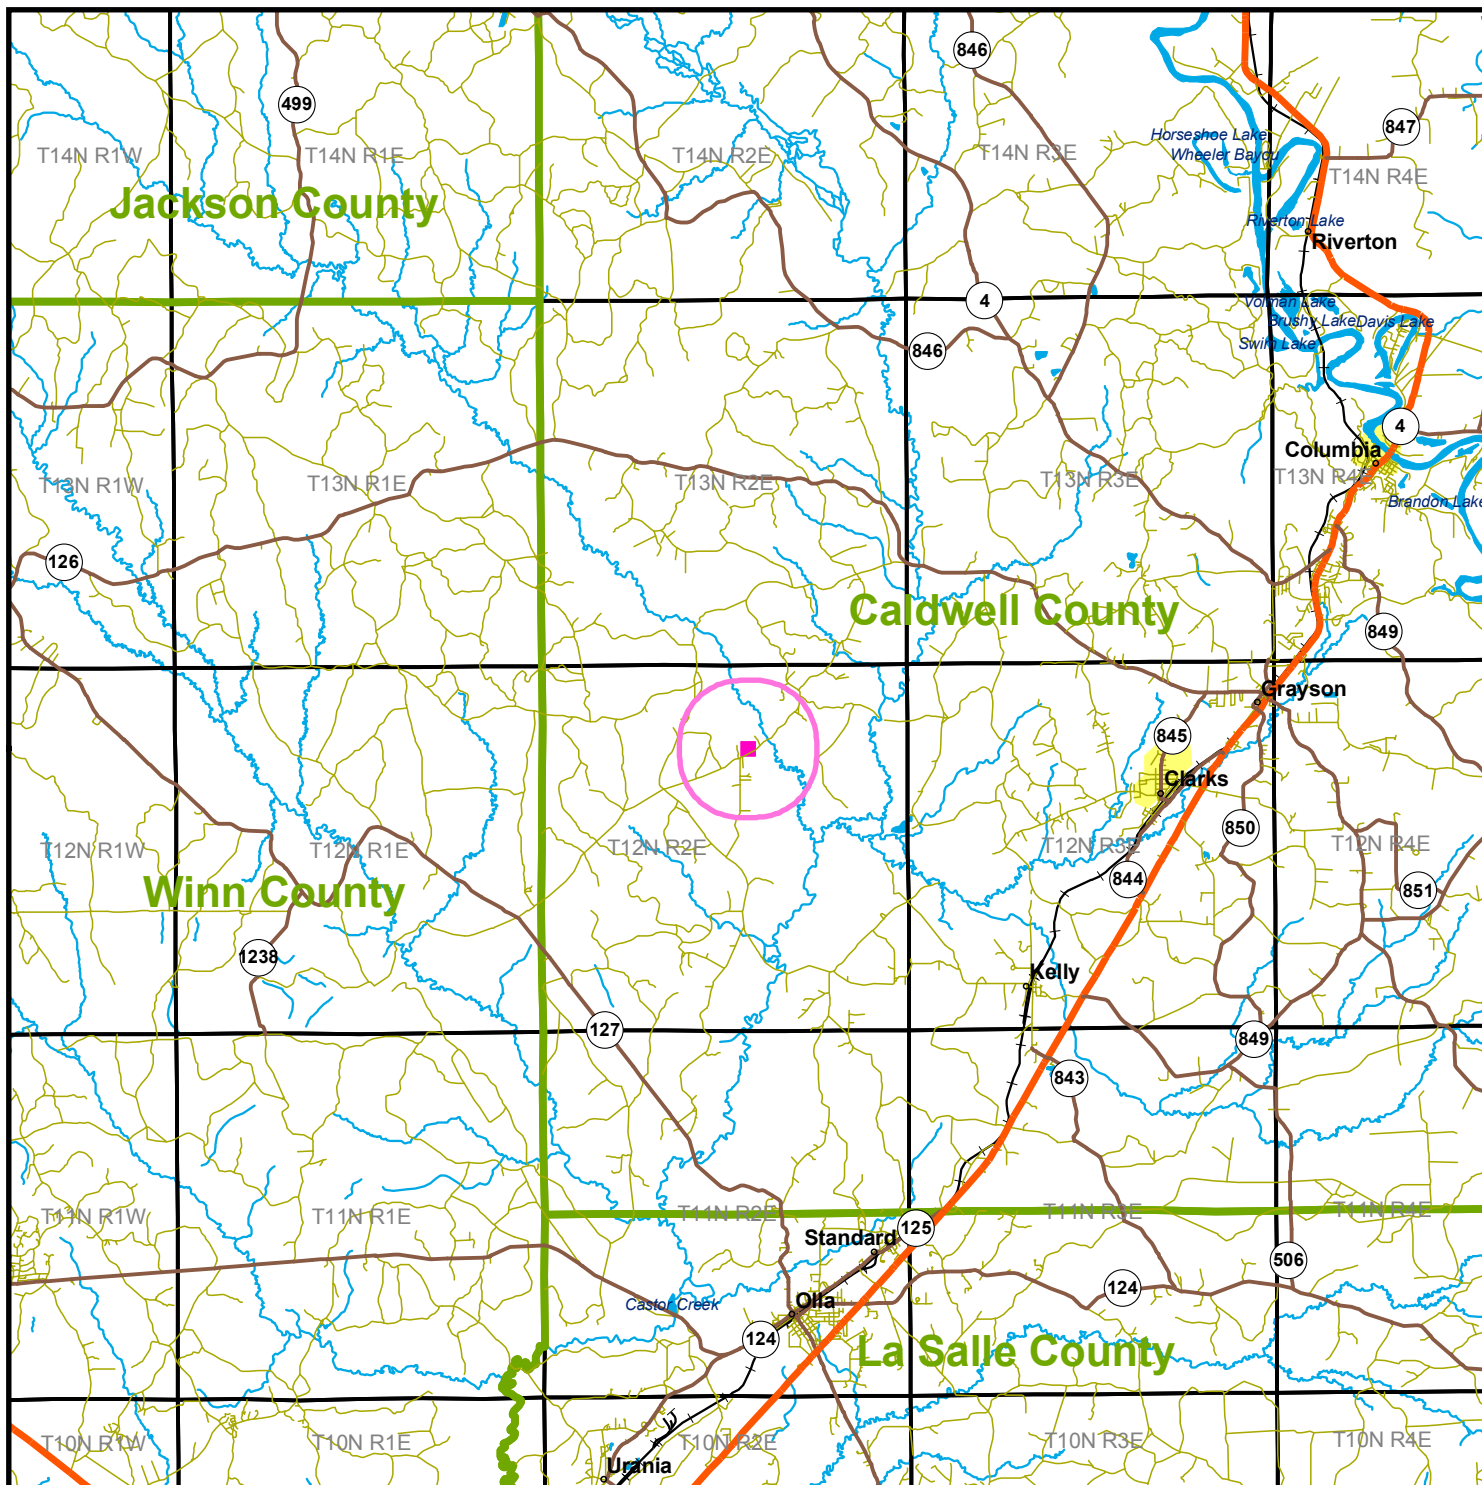 846
499
847
Horseshoe Lake
Wheeler Bayou
T14N R1W
T14N R1E
T14N R2E
T14N R3E
T14N R4E
Jackson County
Riverton Lake
Riverton
4
Volman Lake
Brushy Lake
Davis Lake
Swim Lake
846
4
Columbia
T13N R1W
T13N R1E
T13N R2E
T13N R3E
T13N R4E
Brandon Lake
126
Caldwell County
849
Grayson
845
Clarks
850
T12N R1W
T12N R1E
T12N R2E
T12N R3E
T12N R4E
844
851
Winn County
1238
Kelly
127
849
843
T11N R1W
T11N R1E
T11N R2E
T11N R3E
T11N R4E
125
Standard
506
124
Castor Creek
Olla
124
La Salle County
T10N R1W
T10N R1E
T10N R2E
T10N R3E
T10N R4E
Urania